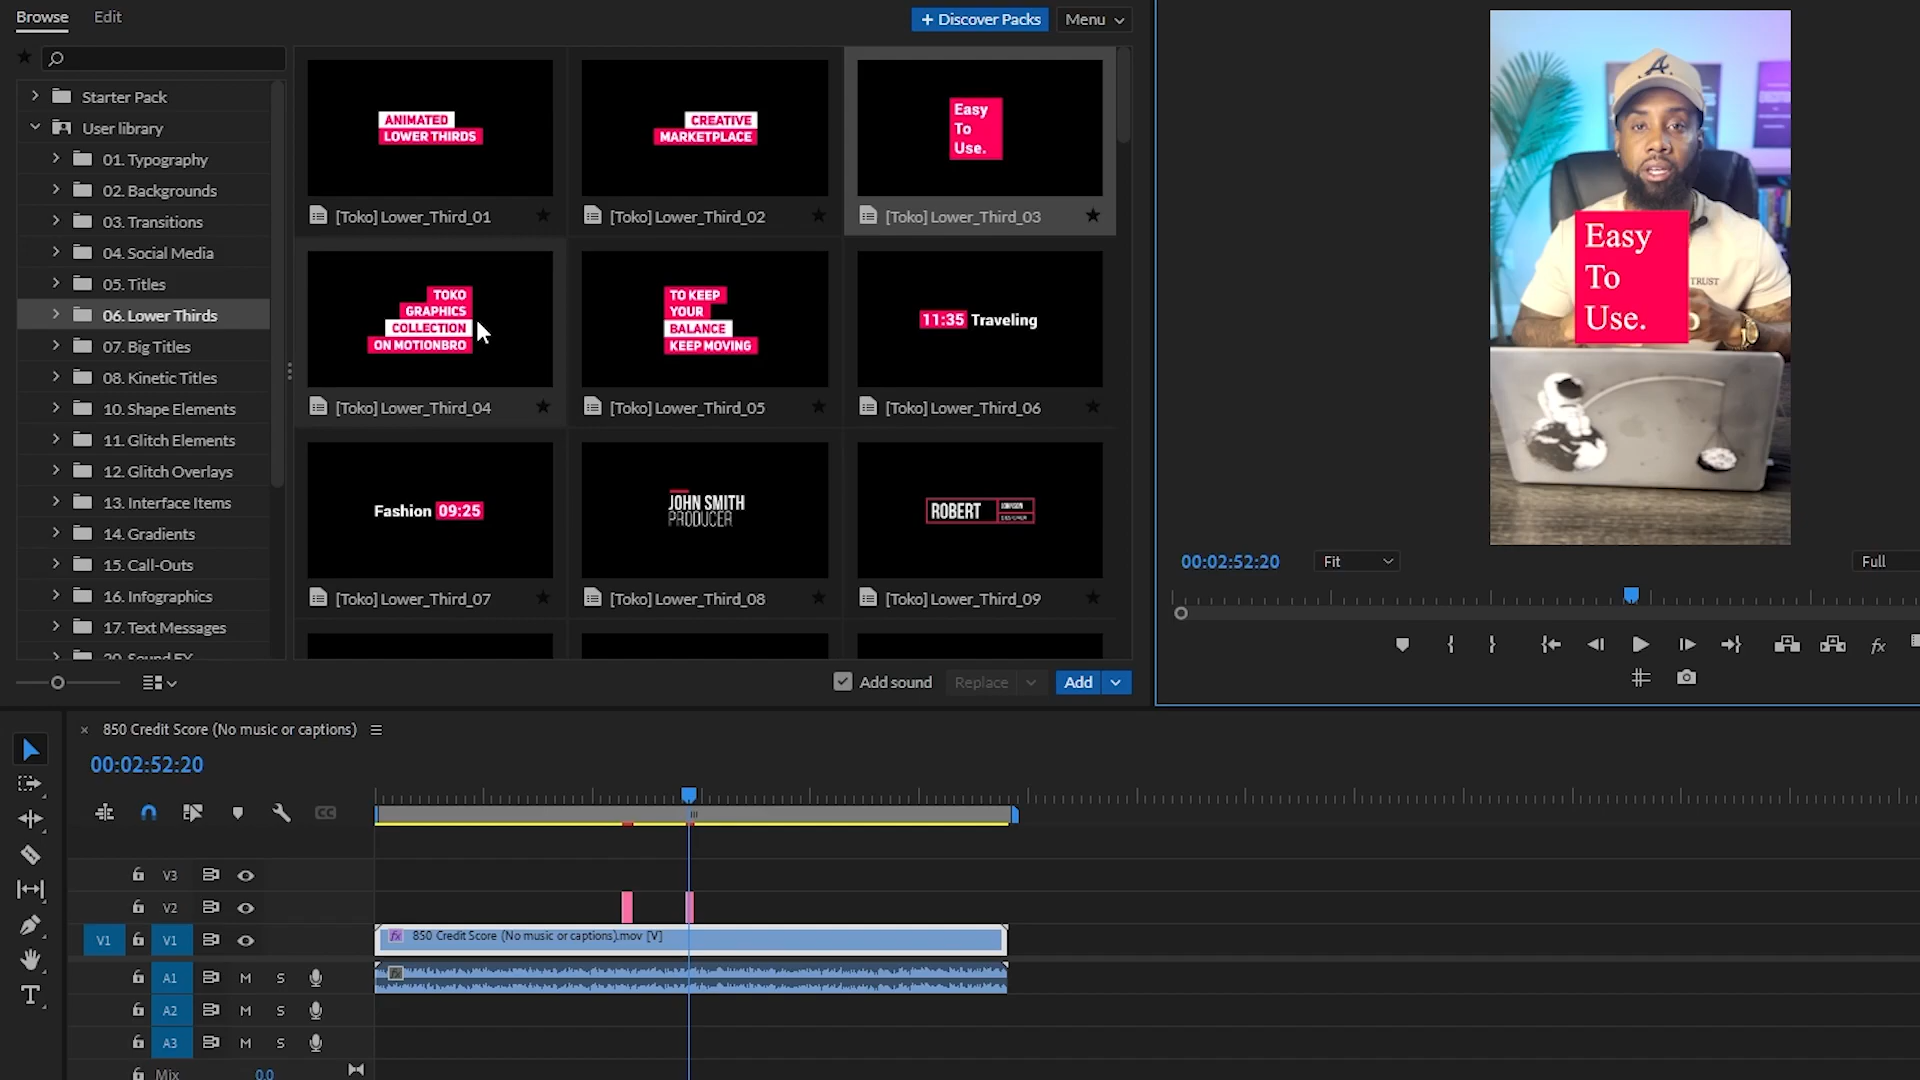 Browse
Edit
+ Discover Packs
Menu
Starter Pack
User library
01. Typography
02. Backgrounds
03. Transitions
04. Social Media
05. Titles
06. Lower Thirds
07. Big Titles
08. Kinetic Titles
10. Shape Elements
11. Glitch Elements
12. Glitch Overlays
13. Interface Items
14. Gradients
15. Call-Outs
16. Infographics
17. Text Messages
20. Sound FX
ANIMATED
LOWER THIRDS
[Toko] Lower_Third_01
CREATIVE
MARKETPLACE
[Toko] Lower_Third_02
Easy
To
Use.
[Toko] Lower_Third_03
TOKO
GRAPHICS
COLLECTION
ON MOTIONBRO
[Toko] Lower_Third_04
TO KEEP
YOUR
BALANCE
KEEP MOVING
[Toko] Lower_Third_05
11:35 Traveling
[Toko] Lower_Third_06
Fashion 09:25
[Toko] Lower_Third_07
JOHN SMITH
PRODUCER
[Toko] Lower_Third_08
ROBERT
[Toko] Lower_Third_09
Add sound
Replace
Add
A
Easy
To
Use.
TRUST
00:02:52:20
Fit
Full
fx
850 Credit Score (No music or captions)
00:02:52:20
CC
V3
V2
V1
V1
fx 850 Credit Score (No music or captions).mov [V]
A1 M S
fx
A2 M S
A3 M S
Mix 0.0
T